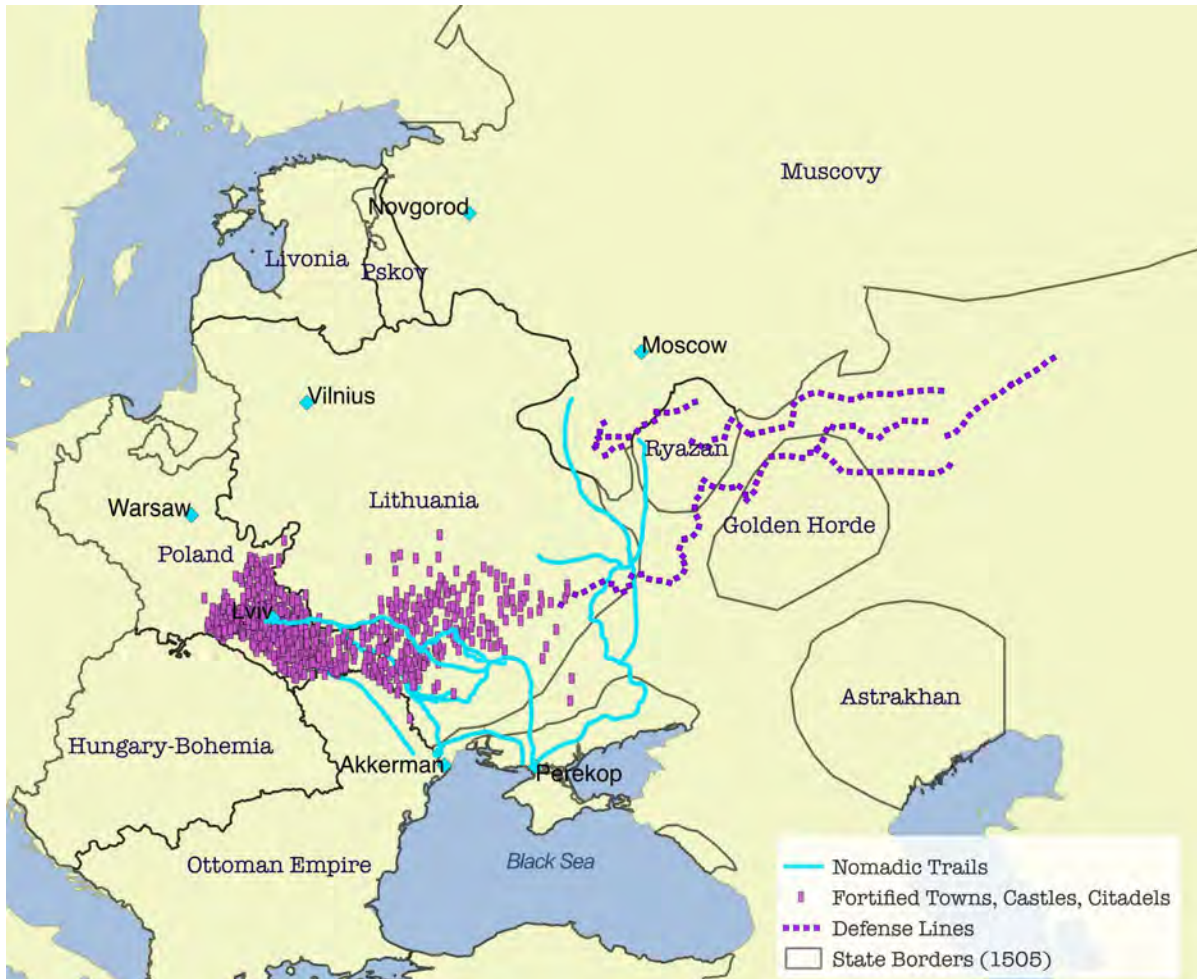 Muscovy
Novgorod
Livonia
Pskov
Moscow
Vilnius
Ryazan
Lithuania
Warsaw
Golden Horde
Poland
Lviv
Astrakhan
Hungary-Bohemia
Akkerman
Perekop
Ottoman Empire
Black Sea
Nomadic Trails
Fortified Towns, Castles, Citadels
Defense Lines
State Borders (1505)